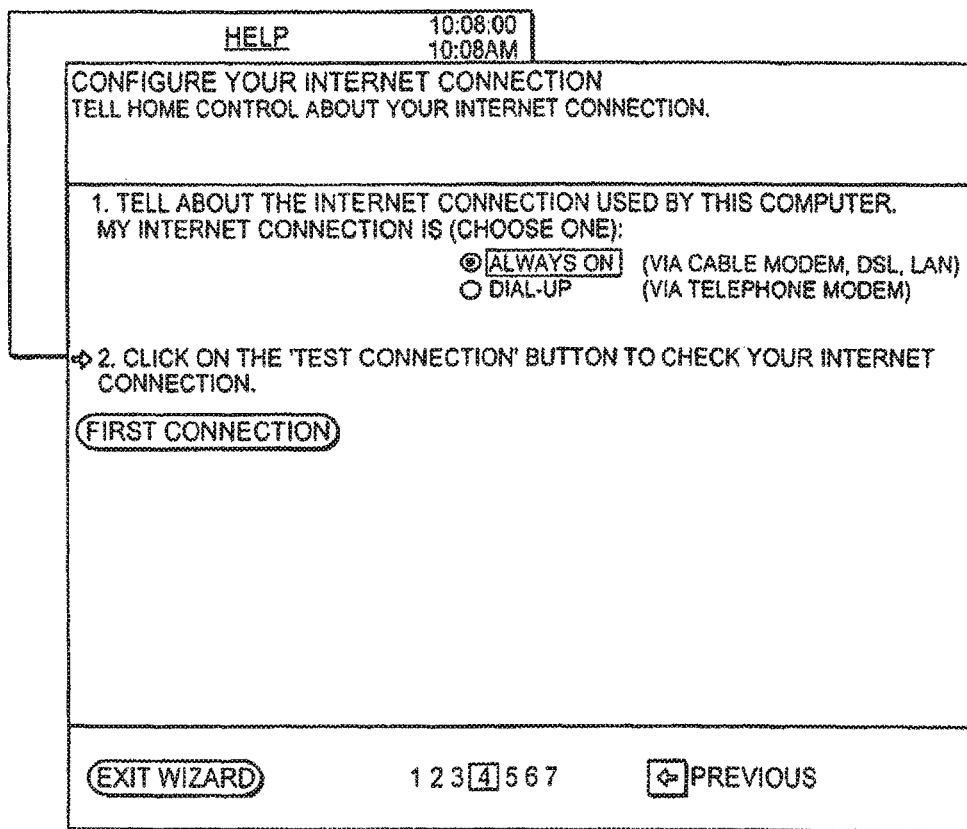 HELP
10:08:00
10:08AM
CONFIGURE YOUR INTERNET CONNECTION
TELL HOME CONTROL ABOUT YOUR INTERNET CONNECTION.
1. TELL ABOUT THE INTERNET CONNECTION USED BY THIS COMPUTER.
MY INTERNET CONNECTION IS (CHOOSE ONE):
ALWAYS ON (VIA CABLE MODEM, DSL, LAN)
DIAL-UP (VIA TELEPHONE MODEM)
2. CLICK ON THE 'TEST CONNECTION' BUTTON TO CHECK YOUR INTERNET
CONNECTION.
FIRST CONNECTION
EXIT WIZARD 1 2 3 4 5 6 7 PREVIOUS